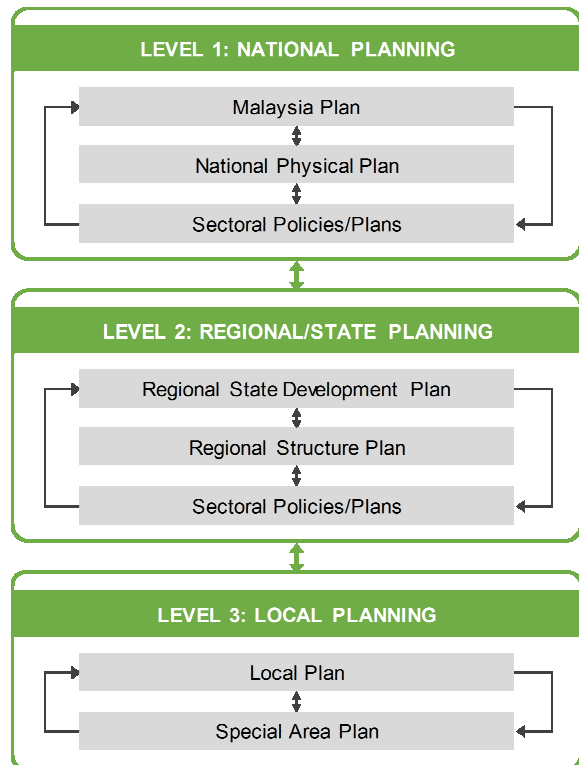 LEVEL 1: NATIONAL PLANNING
Malaysia Plan
National Physical Plan
Sectoral Policies/Plans
LEVEL 2: REGIONAL/STATE PLANNING
Regional State Development Plan
Regional Structure Plan
Sectoral Policies/Plans
LEVEL 3: LOCAL PLANNING
Local Plan
Special Area Plan